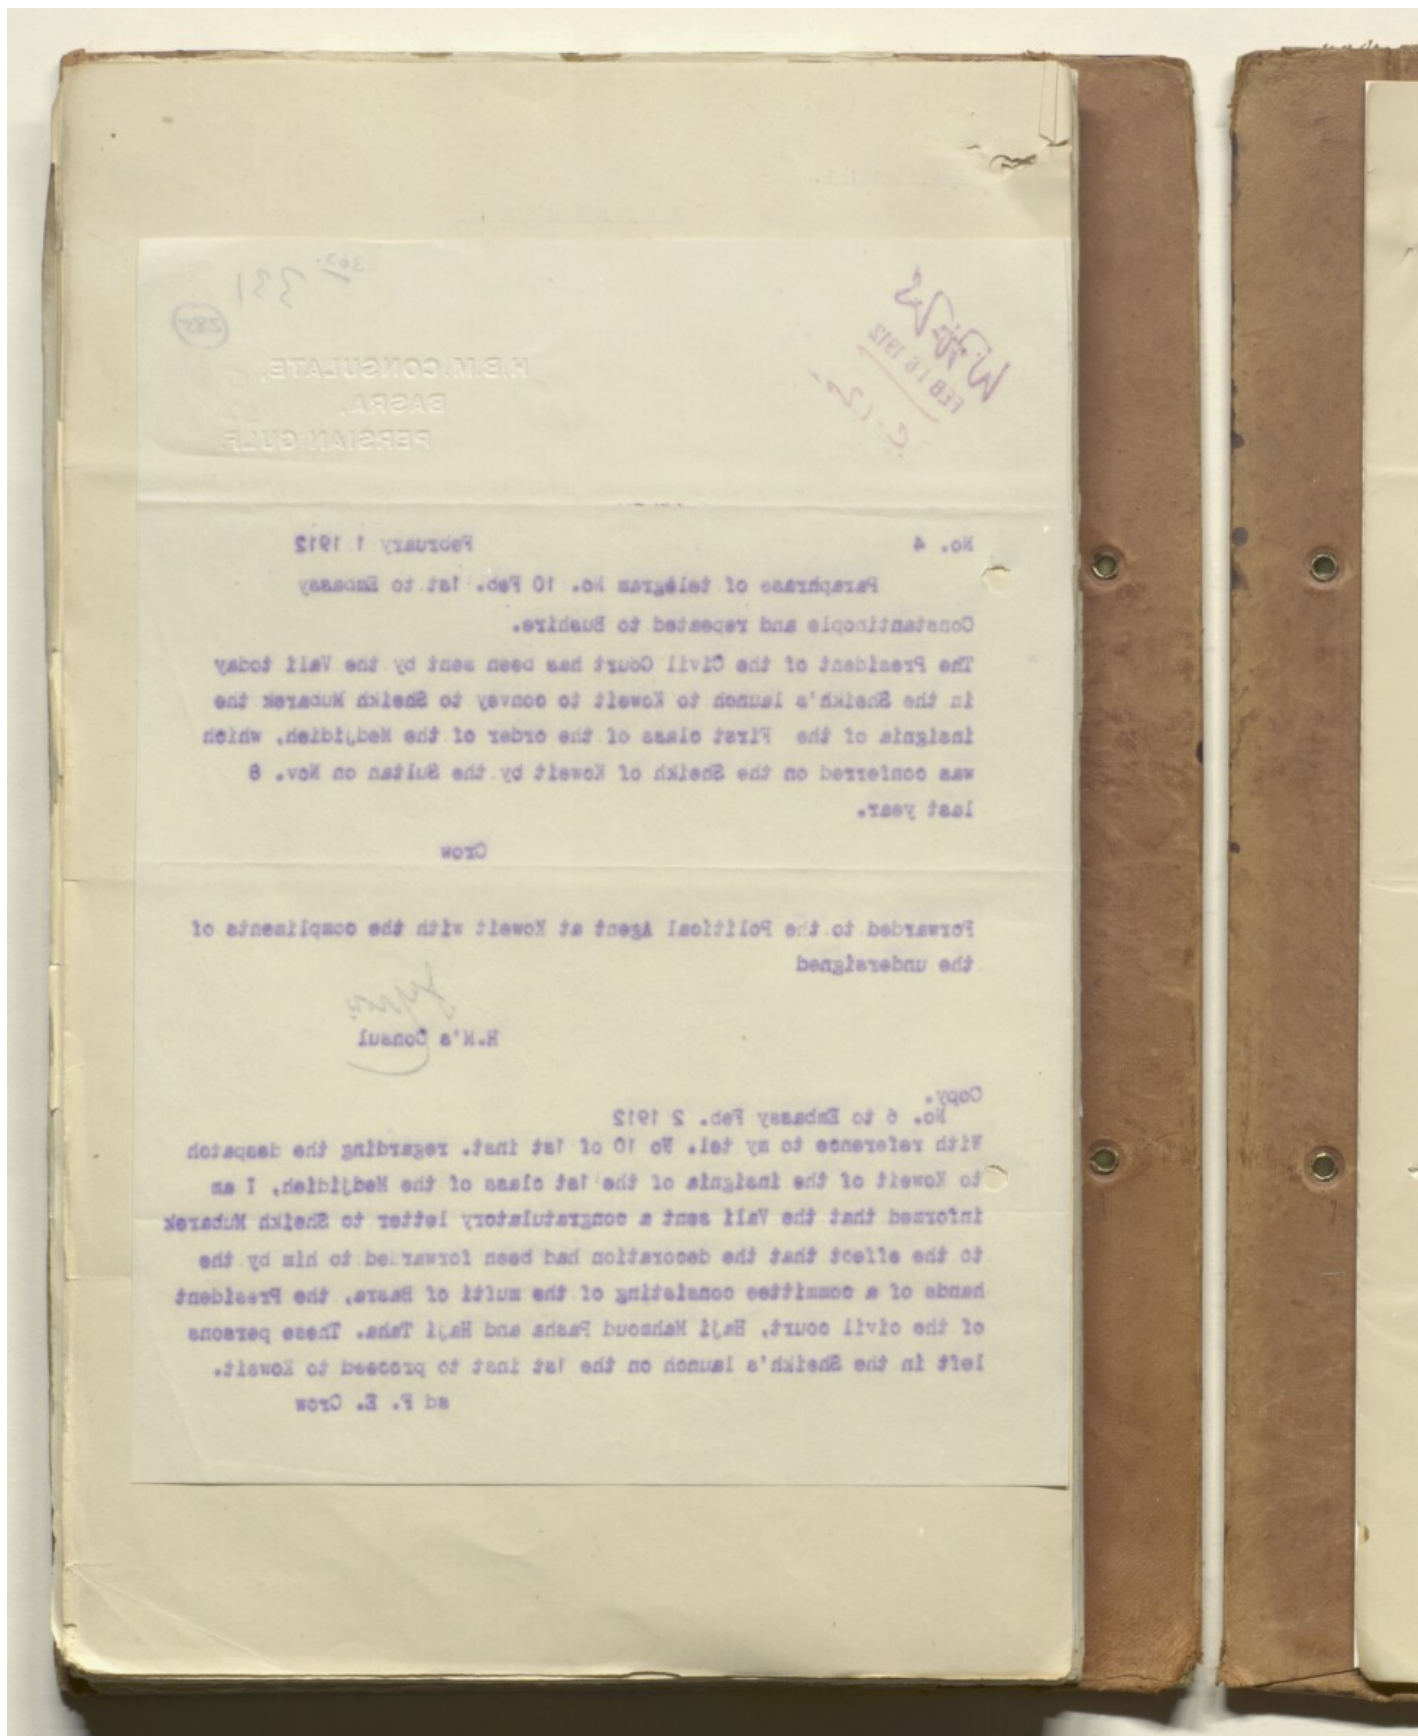 331
302.
285
FEB 16 1912
H.B.M. CONSULATE,
BASRA,
PERSIAN GULF.
No. 4 February 1 1912
Paraphrase of telegram No. 10 Feb. 1st to Embassy
Constantinople and repeated to Bushire.
The President of the Civil Court has been sent by the Vali today
in the Sheikh's launch to Koweit to convey to Sheikh Mubarek the
insignia of the First class of the order of the Medjidieh, which
was conferred on the Sheikh of Koweit by the Sultan on Nov. 8
last year.
Crow
Forwarded to the Political Agent at Koweit with the compliments of
the undersigned
H.M's Consul
Copy.
No. 6 to Embassy Feb. 2 1912
With reference to my tel. No 10 of 1st inst. regarding the despatch
to Koweit of the insignia of the 1st class of the Medjidieh, I am
informed that the Vali sent a congratulatory letter to Sheikh Mubarek
to the effect that the decoration had been forwarded to him by the
hands of a committee consisting of the mufti of Basra, the President
of the civil court, Haji Mahmoud Pasha and Haji Taha. These persons
left in the Sheikh's launch on the 1st inst to proceed to Koweit.
sd F. E. Crow